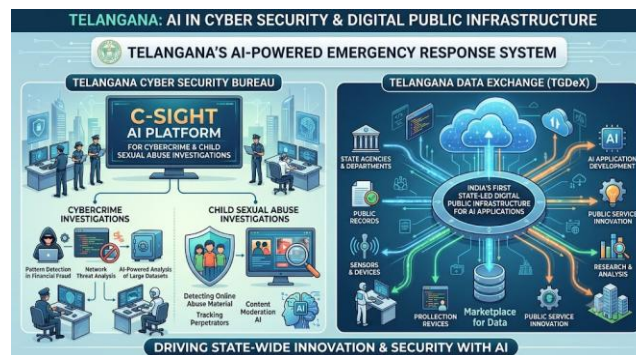 TELANGANA: AI IN CYBER SECURITY & DIGITAL PUBLIC INFRASTRUCTURE
TELANGANA'S AI-POWERED EMERGENCY RESPONSE SYSTEM
TELANGANA CYBER SECURITY BUREAU
C-SIGHT
AI PLATFORM
FOR CYBERCRIME & CHILD
SEXUAL ABUSE INVESTIGATIONS
CYBERCRIME
INVESTIGATIONS
Pattern Detection
in Financial Fraud
Network
Threat Analysis
AI-Powered Analysis
of Large Datasets
CHILD SEXUAL ABUSE
INVESTIGATIONS
Detecting Online
Abuse Material
Tracking
Perpetrators
Content
Moderation
AI
AI
TELANGANA DATA EXCHANGE (TGDeX)
STATE AGENCIES
& DEPARTMENTS
PUBLIC
RECORDS
SENSORS
& DEVICES
INDIA'S FIRST
STATE-LED DIGITAL
PUBLIC INFRASTRUCTURE
FOR AI APPLICATIONS
AI
AI APPLICATION
DEVELOPMENT
PUBLIC SERVICE
INNOVATION
RESEARCH
& ANALYSIS
PROLLECTION
REVICES
Marketplace
for Data
PUBLIC SERVICE
INNOVATION
DRIVING STATE-WIDE INNOVATION & SECURITY WITH AI